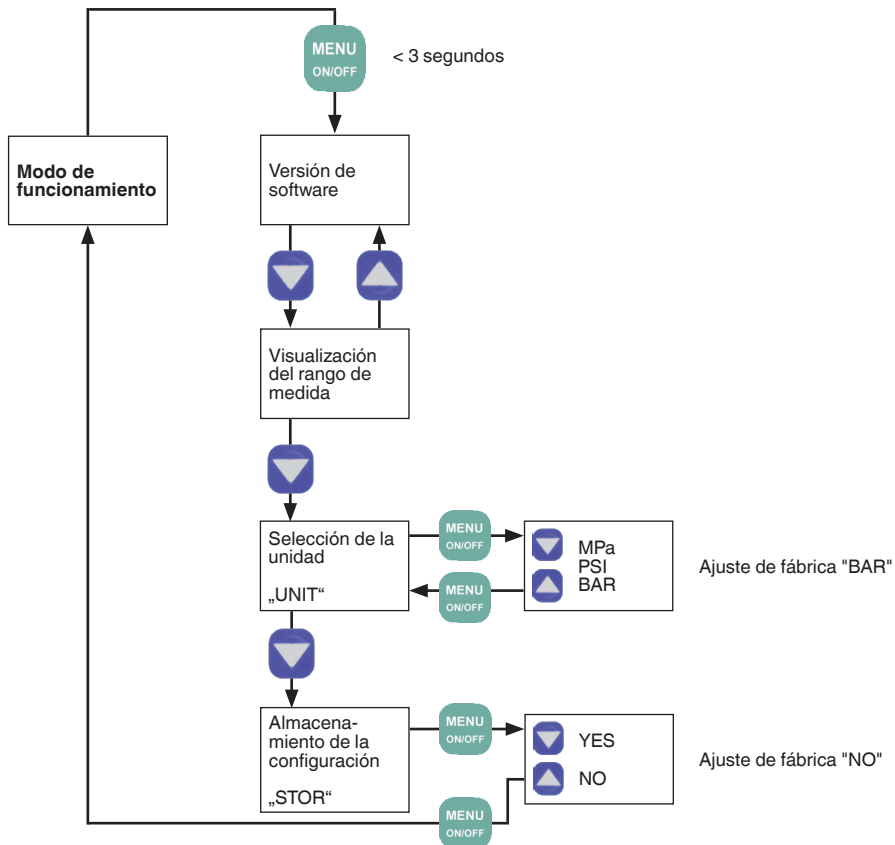 MENU
ON/OFF
< 3 segundos
Modo de
funcionamiento
Versión de
software
Visualización
del rango de
medida
Selección de la
unidad
„UNIT“
MENU
ON/OFF
MENU
ON/OFF
MPa
PSI
BAR
Ajuste de fábrica "BAR"
Almacena-
miento de la
configuración
„STOR“
MENU
ON/OFF
YES
NO
Ajuste de fábrica "NO"
MENU
ON/OFF